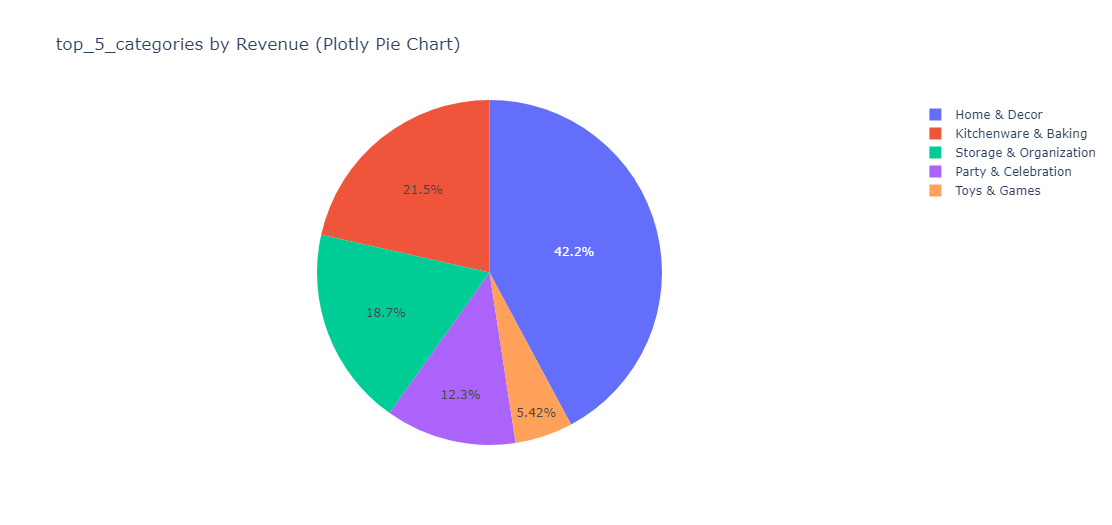 top_5_categories by Revenue (Plotly Pie Chart)
Home & Decor
Kitchenware & Baking
Storage & Organization
Party & Celebration
Toys & Games
21.5%
42.2%
18.7%
12.3%
5.42%